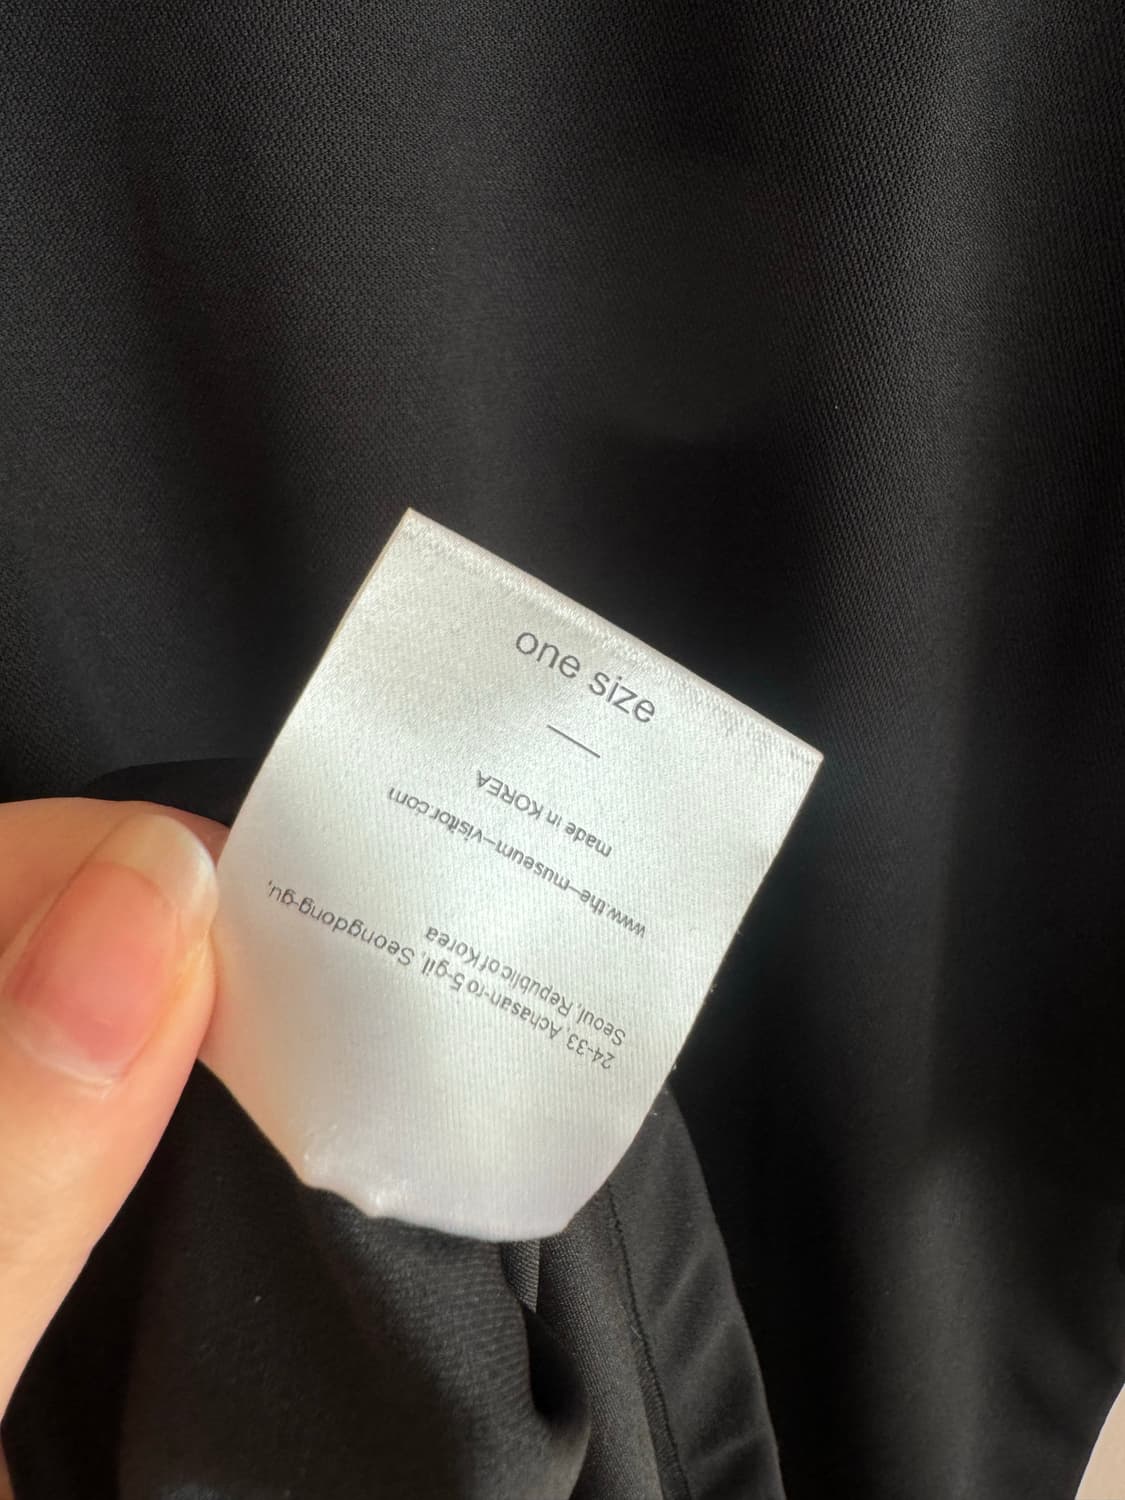 one size
24-33, Achasan-ro 5-gil, Seongdong-gu,
Seoul, Republic of Korea
www.the-museum-visitor.com
made in KOREA